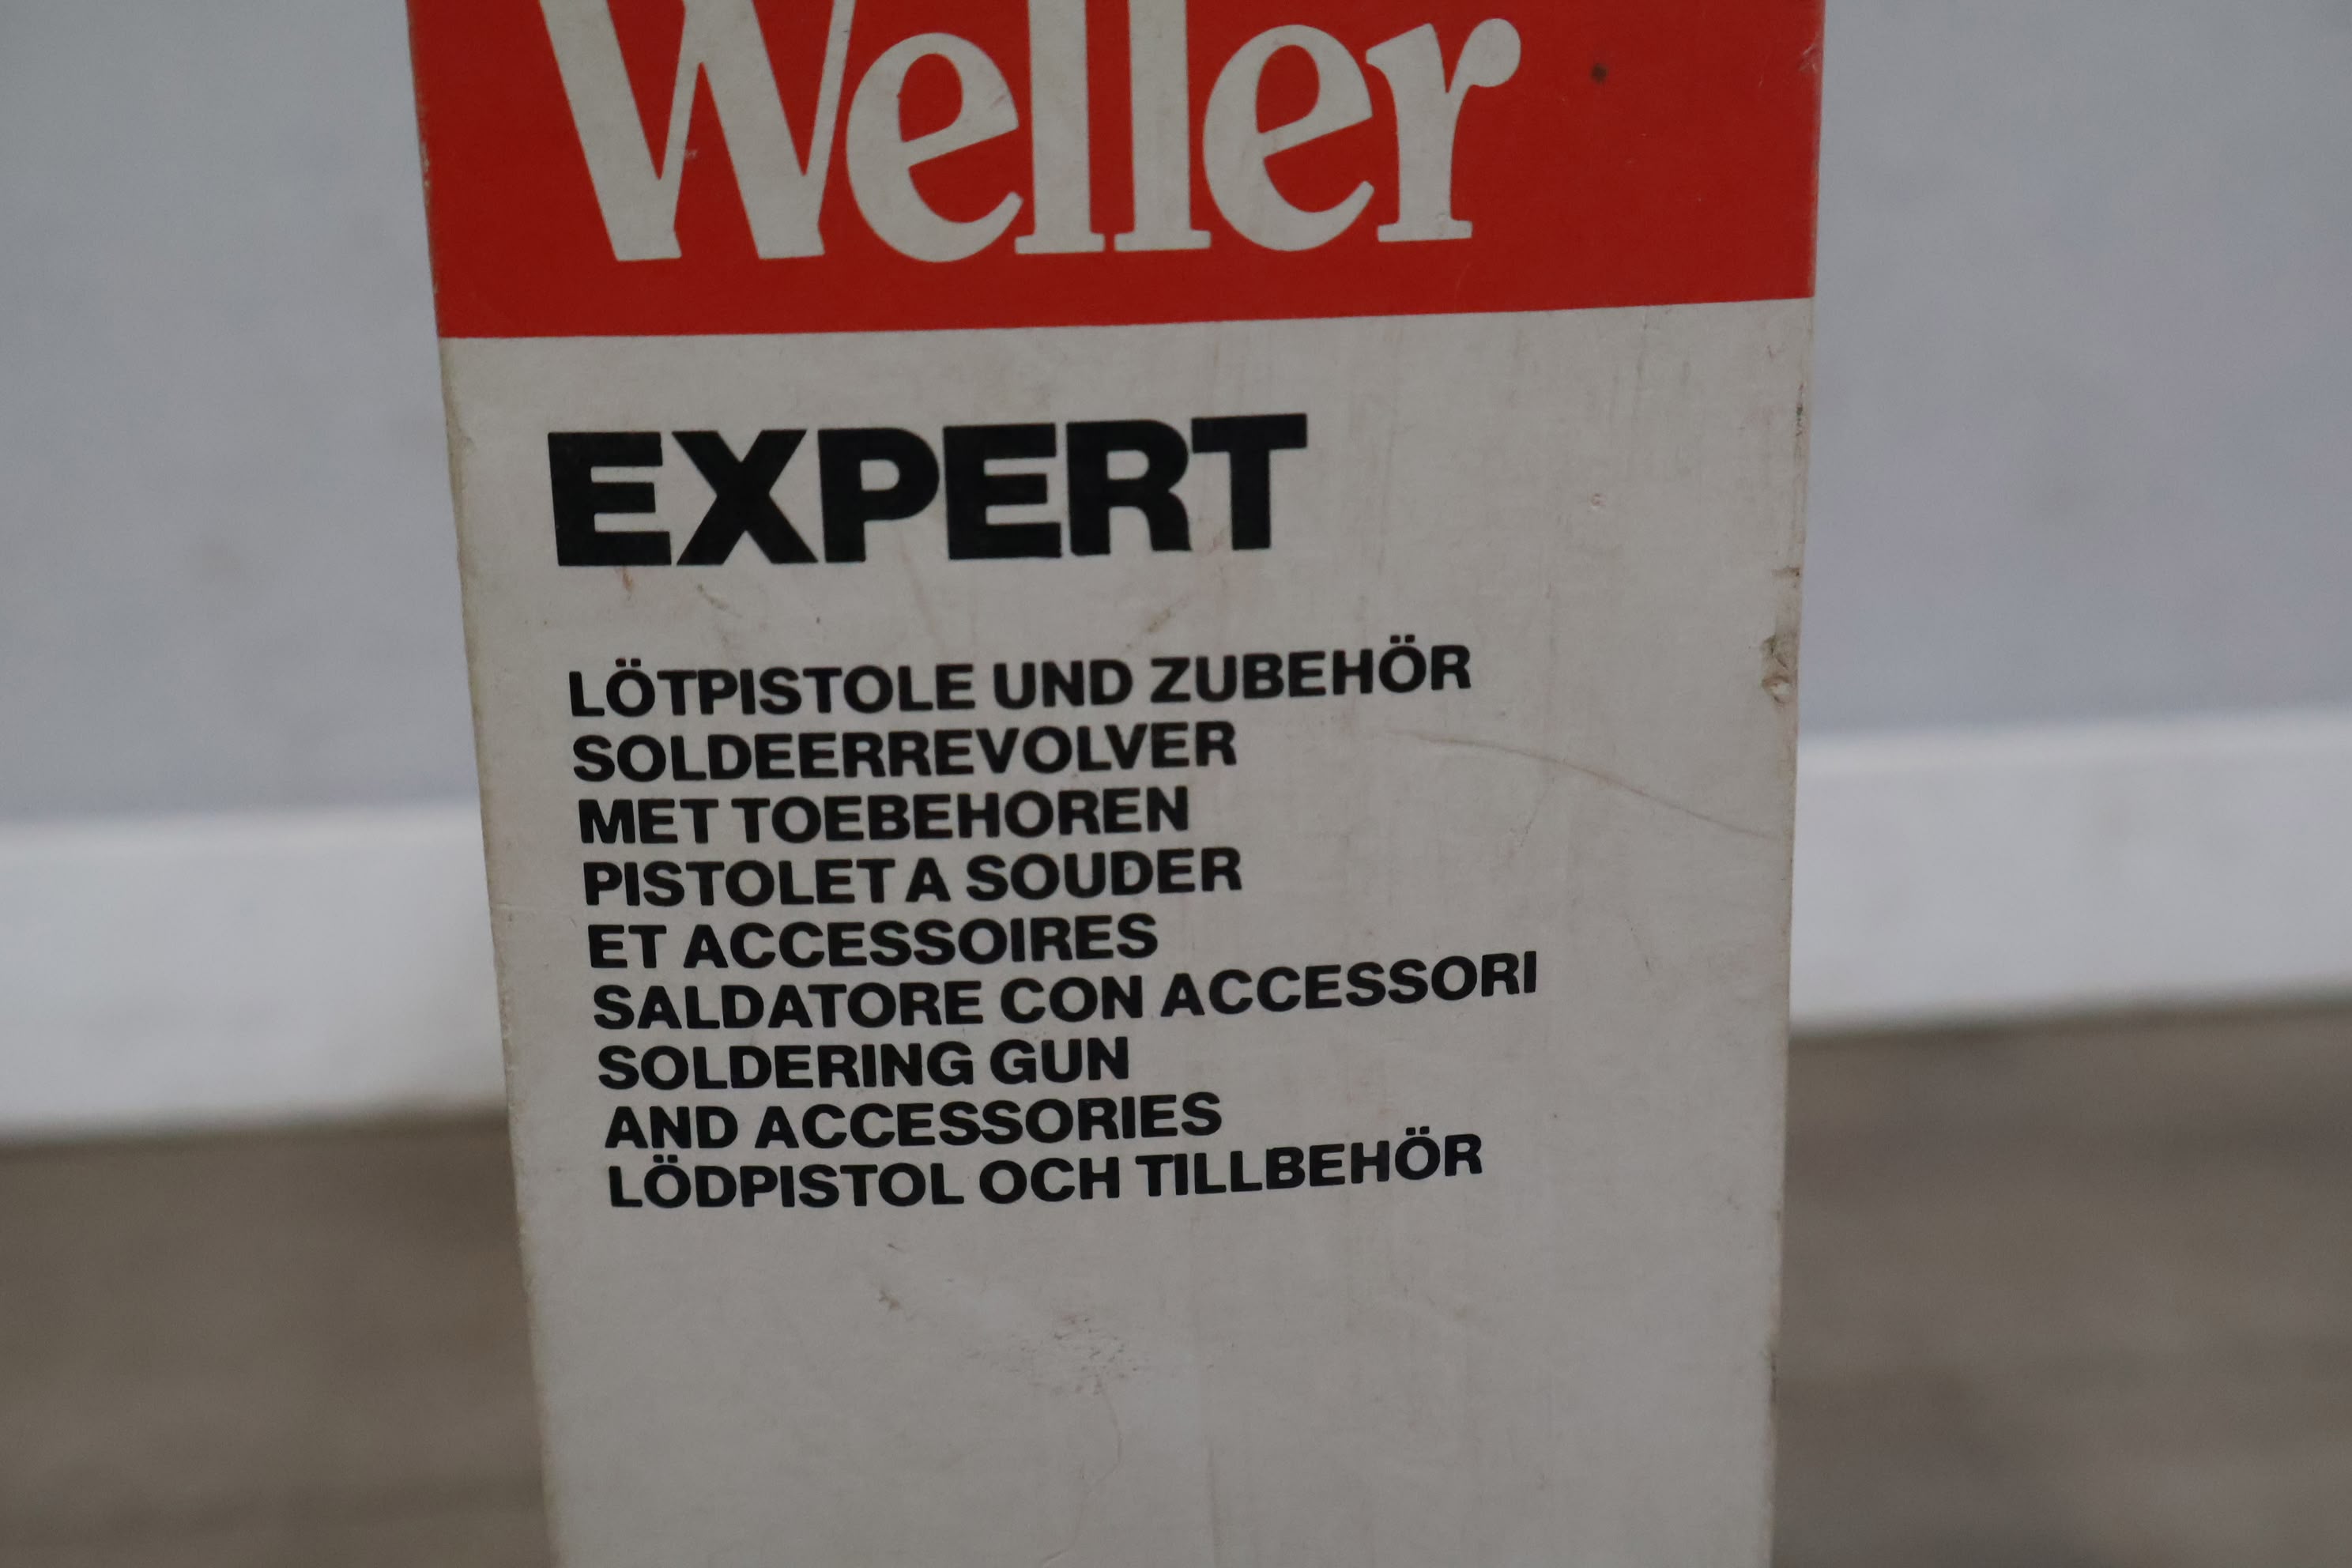 Weller
EXPERT
LÖTPISTOLE UND ZUBEHÖR
SOLDEERREVOLVER
MET TOEBEHOREN
PISTOLET A SOUDER
ET ACCESSOIRES
SALDATORE CON ACCESSORI
SOLDERING GUN
AND ACCESSORIES
LÖDPISTOL OCH TILLBEHÖR